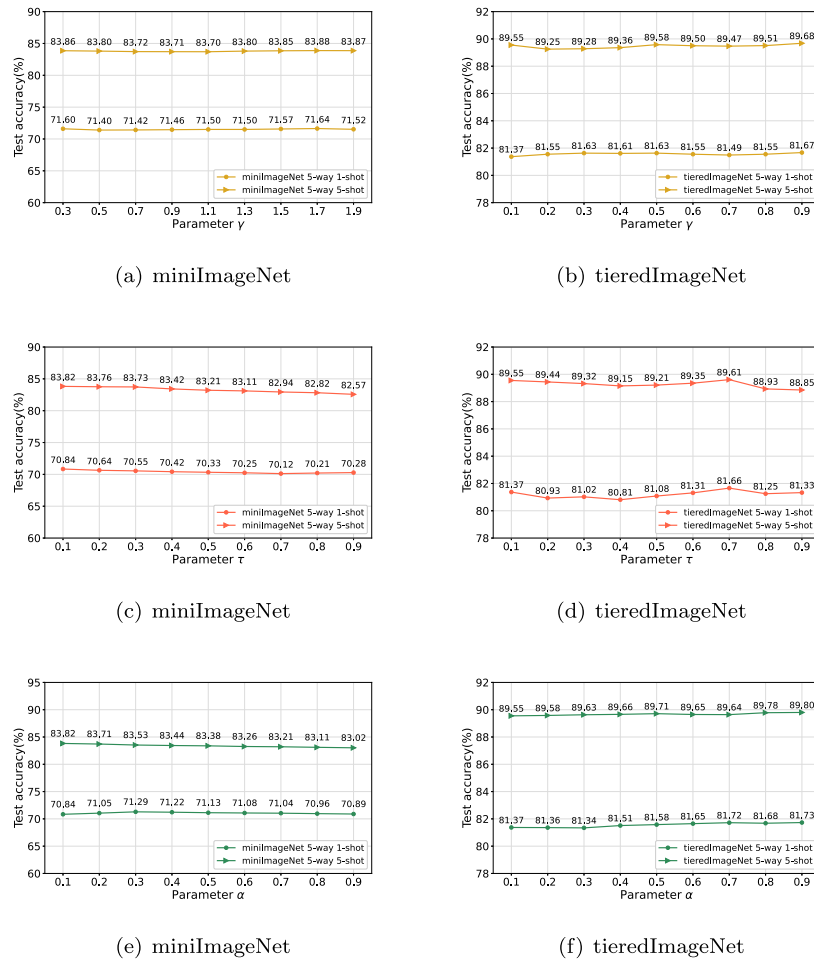 90
85
80
75
70
65
60
Test accuracy(%)
83.86 83.80 83.72 83.71 83.70 83.80 83.85 83.88 83.87
71.60 71.40 71.42 71.46 71.50 71.50 71.57 71.64 71.52
miniImageNet 5-way 1-shot
miniImageNet 5-way 5-shot
0.3 0.5 0.7 0.9 1.1 1.3 1.5 1.7 1.9
Parameter γ
(a) miniImageNet
92
90
88
86
84
82
80
78
Test accuracy(%)
89.55 89.25 89.28 89.36 89.58 89.50 89.47 89.51 89.68
81.37 81.55 81.63 81.61 81.63 81.55 81.49 81.55 81.67
tieredImageNet 5-way 1-shot
tieredImageNet 5-way 5-shot
0.1 0.2 0.3 0.4 0.5 0.6 0.7 0.8 0.9
Parameter γ
(b) tieredImageNet
90
85
80
75
70
65
60
Test accuracy(%)
83.82 83.76 83.73 83.42 83.21 83.11 82.94 82.82 82.57
70.84 70.64 70.55 70.42 70.33 70.25 70.12 70.21 70.28
miniImageNet 5-way 1-shot
miniImageNet 5-way 5-shot
0.1 0.2 0.3 0.4 0.5 0.6 0.7 0.8 0.9
Parameter τ
(c) miniImageNet
92
90
88
86
84
82
80
78
Test accuracy(%)
89.55 89.44 89.32 89.15 89.21 89.35 89.61 88.93 88.85
81.37 80.93 81.02 80.81 81.08 81.31 81.66 81.25 81.33
tieredImageNet 5-way 1-shot
tieredImageNet 5-way 5-shot
0.1 0.2 0.3 0.4 0.5 0.6 0.7 0.8 0.9
Parameter τ
(d) tieredImageNet
95
90
85
80
75
70
65
60
Test accuracy(%)
83.82 83.71 83.53 83.44 83.38 83.26 83.21 83.11 83.02
70.84 71.05 71.29 71.22 71.13 71.08 71.04 70.96 70.89
miniImageNet 5-way 1-shot
miniImageNet 5-way 5-shot
0.1 0.2 0.3 0.4 0.5 0.6 0.7 0.8 0.9
Parameter α
(e) miniImageNet
92
90
88
86
84
82
80
78
Test accuracy(%)
89.55 89.58 89.63 89.66 89.71 89.65 89.64 89.78 89.80
81.37 81.36 81.34 81.51 81.58 81.65 81.72 81.68 81.73
tieredImageNet 5-way 1-shot
tieredImageNet 5-way 5-shot
0.1 0.2 0.3 0.4 0.5 0.6 0.7 0.8 0.9
Parameter α
(f) tieredImageNet